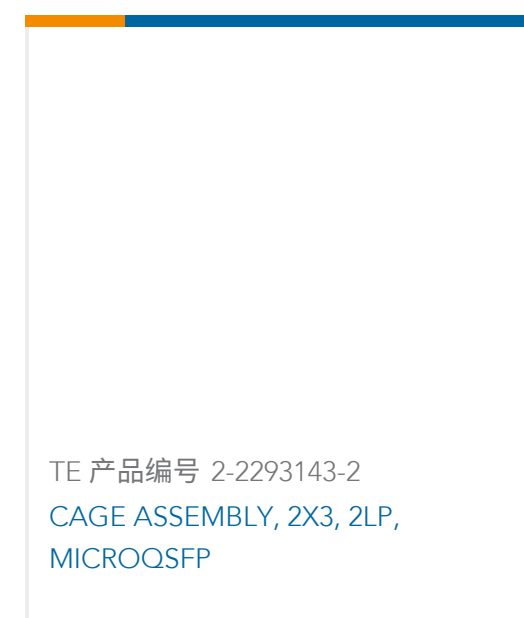 TE 产品编号 2-2293143-2
CAGE ASSEMBLY, 2X3, 2LP,
MICROQSFP